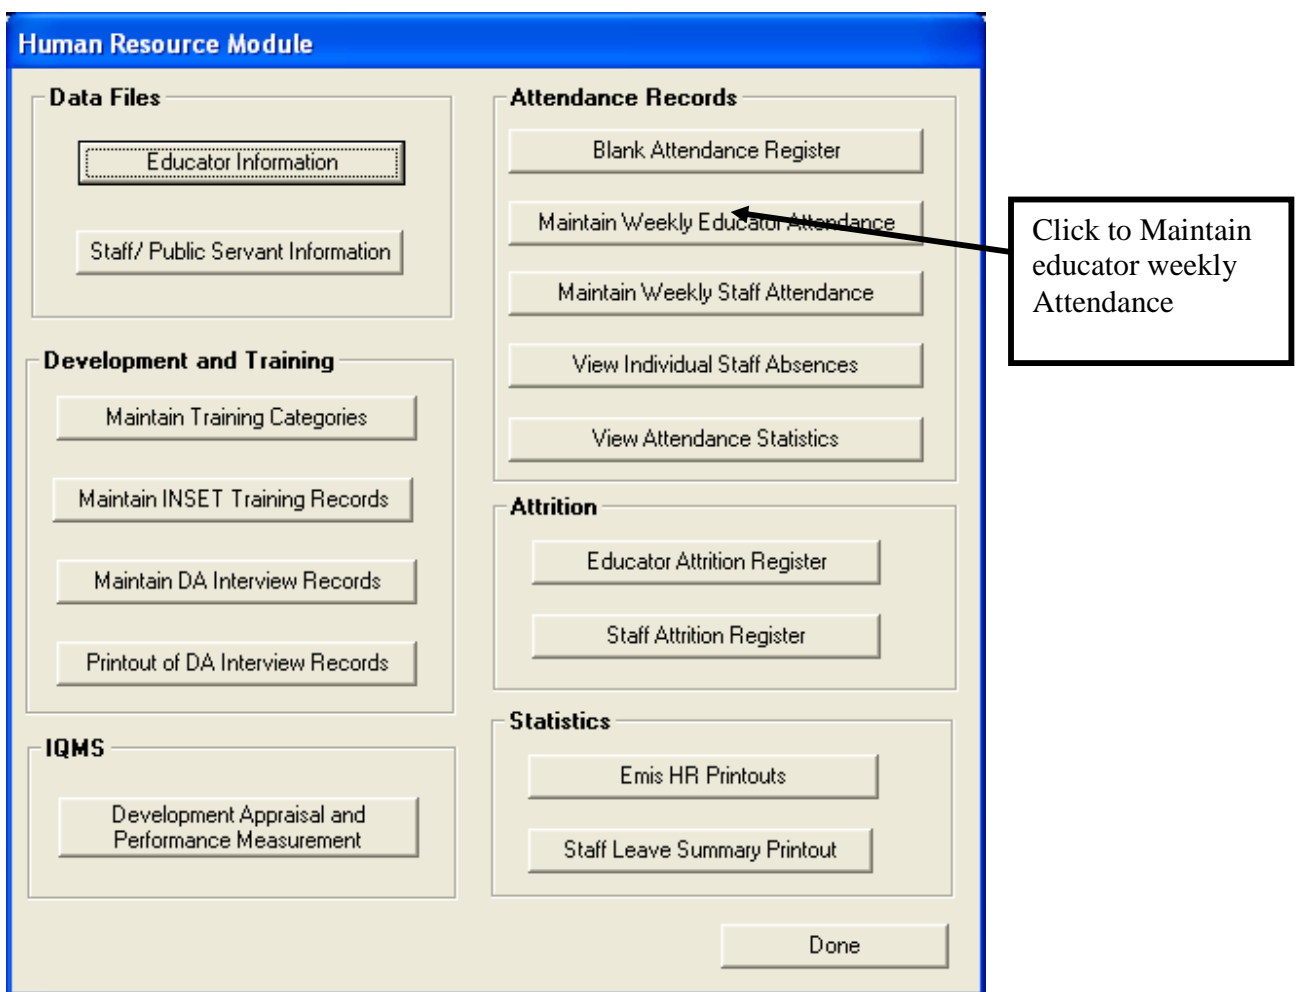 Human Resource Module
Data Files
Educator Information
Staff/ Public Servant Information
Development and Training
Maintain Training Categories
Maintain INSET Training Records
Maintain DA Interview Records
Printout of DA Interview Records
IQMS
Development Appraisal and
Performance Measurement
Attendance Records
Blank Attendance Register
Maintain Weekly Educator Attendance
Maintain Weekly Staff Attendance
View Individual Staff Absences
View Attendance Statistics
Attrition
Educator Attrition Register
Staff Attrition Register
Statistics
Emis HR Printouts
Staff Leave Summary Printout
Done
Click to Maintain
educator weekly
Attendance